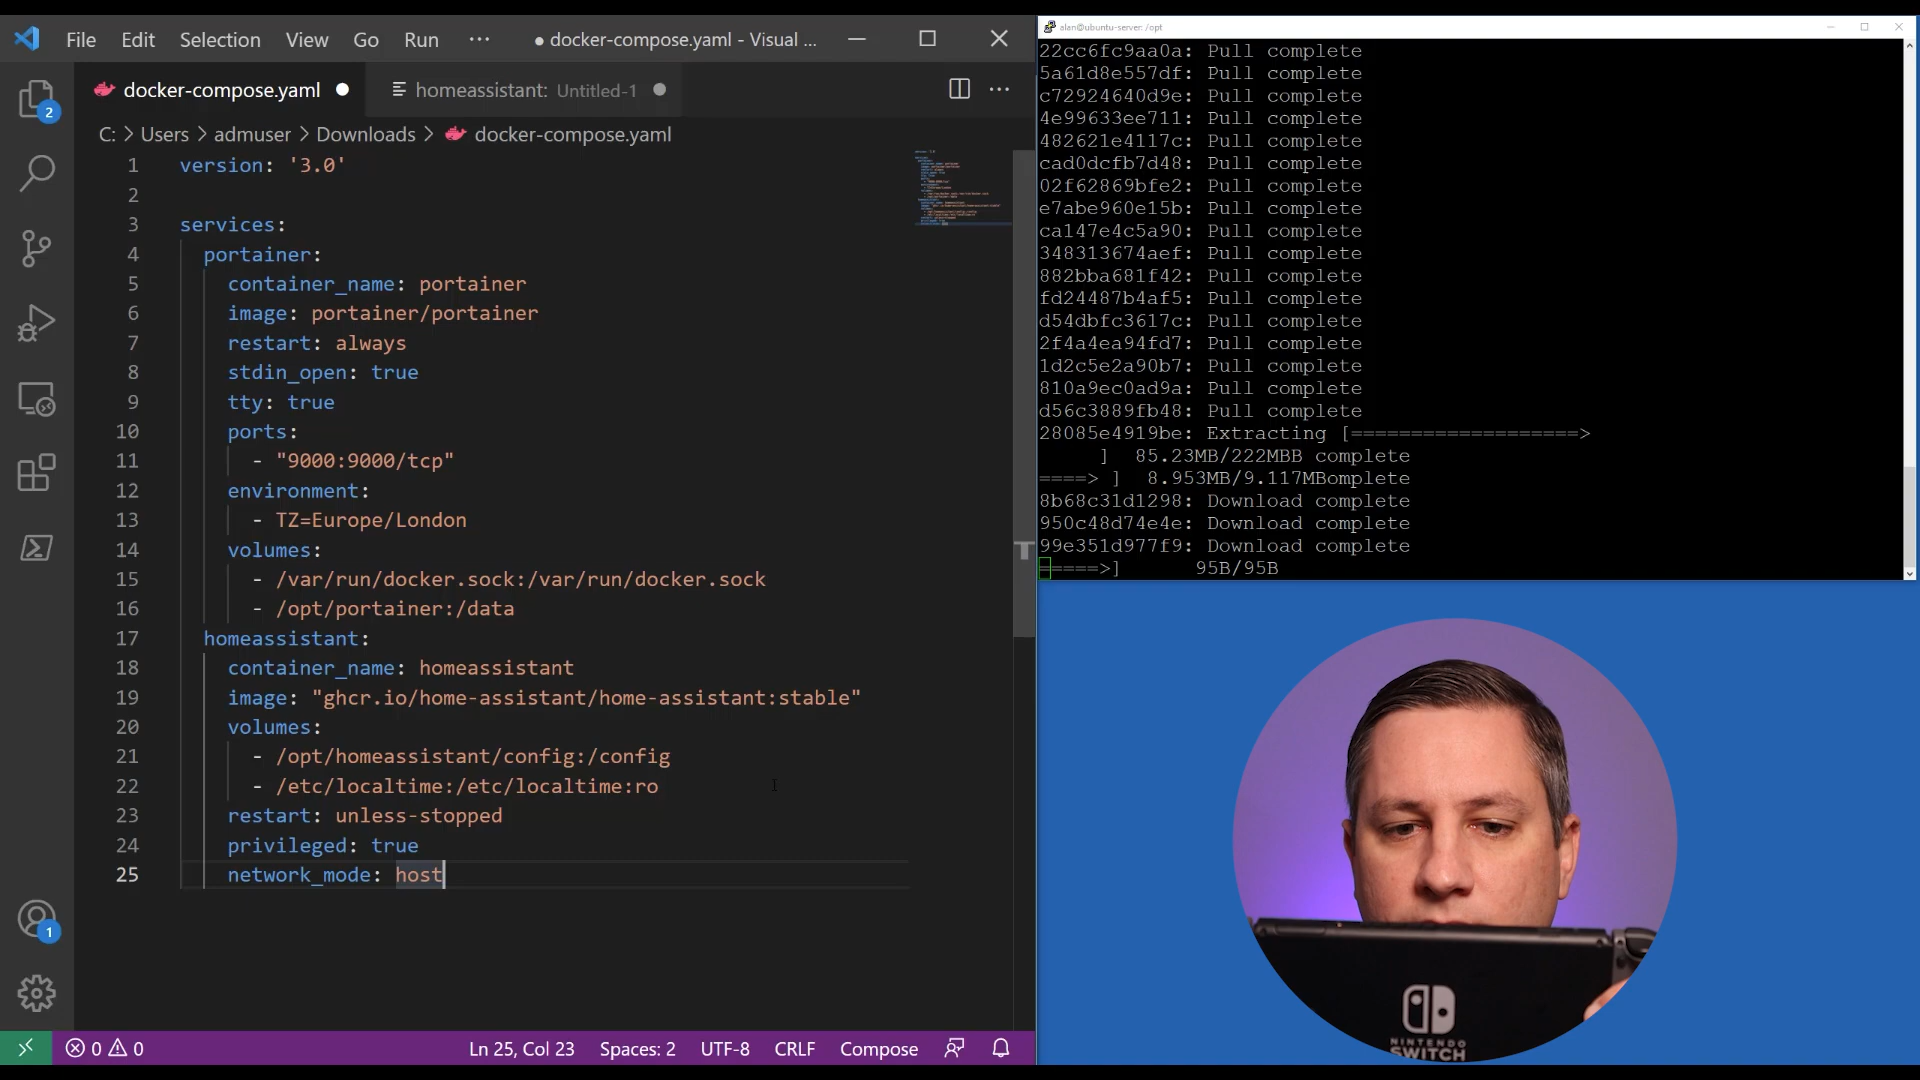 File Edit Selection View Go Run ··· ● docker-compose.yaml - Visual ...
docker-compose.yaml ●
homeassistant: Untitled-1 ●
C: > Users > admuser > Downloads > docker-compose.yaml
1 version: '3.0'
2
3 services:
4 portainer:
5 container_name: portainer
6 image: portainer/portainer
7 restart: always
8 stdin_open: true
9 tty: true
10 ports:
11 - "9000:9000/tcp"
12 environment:
13 - TZ=Europe/London
14 volumes:
15 - /var/run/docker.sock:/var/run/docker.sock
16 - /opt/portainer:/data
17 homeassistant:
18 container_name: homeassistant
19 image: "ghcr.io/home-assistant/home-assistant:stable"
20 volumes:
21 - /opt/homeassistant/config:/config
22 - /etc/localtime:/etc/localtime:ro
23 restart: unless-stopped
24 privileged: true
25 network_mode: host
2
1
0 0
Ln 25, Col 23 Spaces: 2 UTF-8 CRLF Compose
alan@ubuntu-server: /opt
22cc6fc9aa0a: Pull complete
5a61d8e557df: Pull complete
c72924640d9e: Pull complete
4e99633ee711: Pull complete
482621e4117c: Pull complete
cad0dcfb7d48: Pull complete
02f62869bfe2: Pull complete
e7abe960e15b: Pull complete
ca147e4c5a90: Pull complete
348313674aef: Pull complete
882bba681f42: Pull complete
fd24487b4af5: Pull complete
d54dbfc3617c: Pull complete
2f4a4ea94fd7: Pull complete
1d2c5e2a90b7: Pull complete
810a9ec0ad9a: Pull complete
d56c3889fb48: Pull complete
28085e4919be: Extracting [===================>
] 85.23MB/222MBB complete
====> ] 8.953MB/9.117MBomplete
8b68c31d1298: Download complete
950c48d74e4e: Download complete
99e351d977f9: Download complete
=====>] 95B/95B
NINTENDO
SWITCH